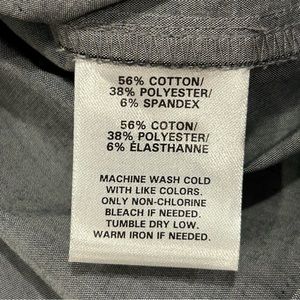 56% COTTON/
38% POLYESTER/
6% SPANDEX
56% COTON/
38% POLYESTER/
6% ÉLASTHANNE
MACHINE WASH COLD
WITH LIKE COLORS.
ONLY NON-CHLORINE
BLEACH IF NEEDED.
TUMBLE DRY LOW.
WARM IRON IF NEEDED.